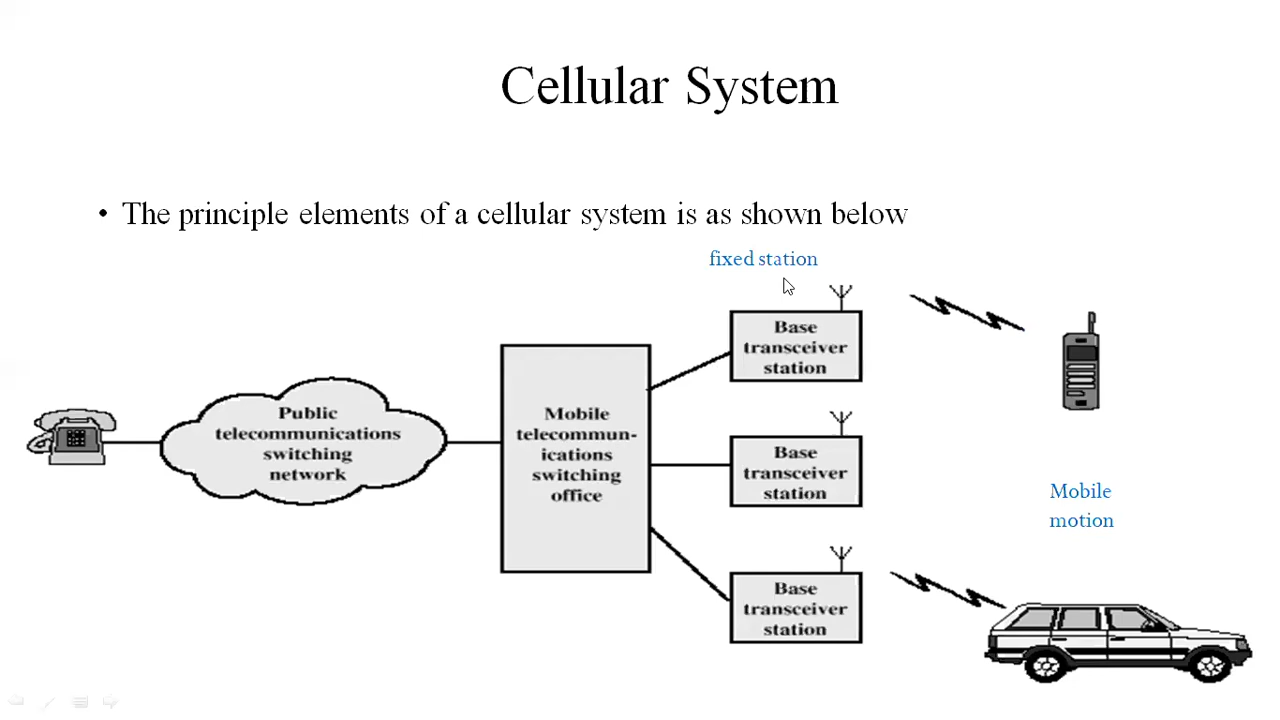 Cellular System
• The principle elements of a cellular system is as shown below
fixed station
Base
transceiver
station
Public
telecommunications
switching
network
Mobile
telecommun-
ications
switching
office
Base
transceiver
station
Mobile
motion
Base
transceiver
station